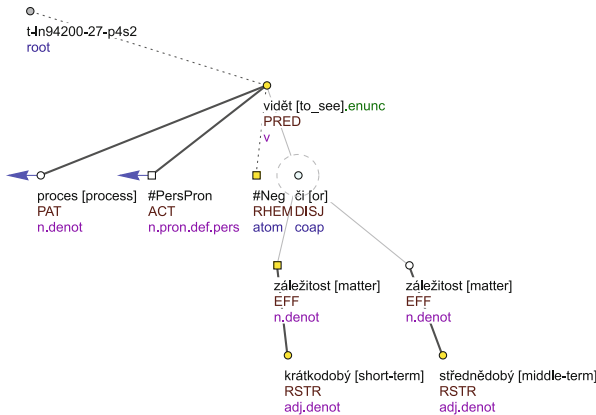 t-ln94200-27-p4s2
root
vidět [to_see].enunc
PRED
v
proces [process] #PersPron #Neg či [or]
PAT ACT RHEM DISJ
n.denot n.pron.def.pers atom coap
záležitost [matter] záležitost [matter]
EFF EFF
n.denot n.denot
krátkodobý [short-term] střednědobý [middle-term]
RSTR RSTR
adj.denot adj.denot